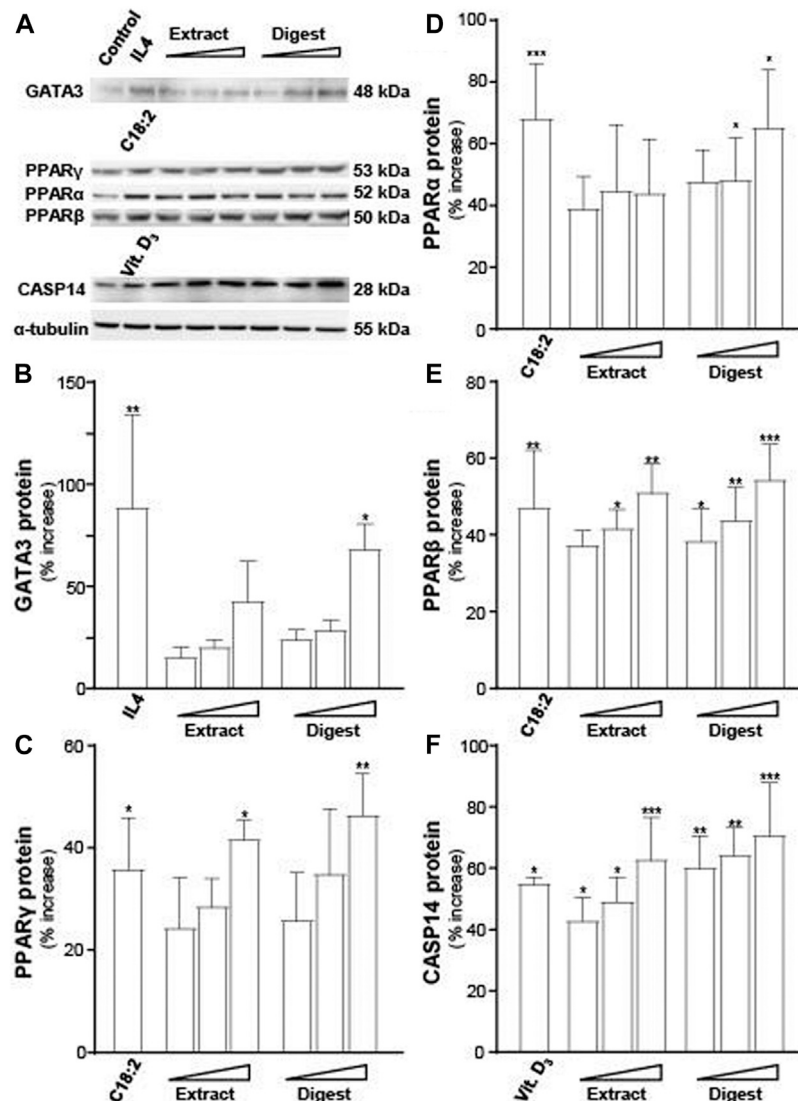 A
Control
IL4
Extract
Digest
GATA3
48 kDa
C18:2
PPARγ
53 kDa
PPARα
52 kDa
PPARβ
50 kDa
Vit. D3
CASP14
28 kDa
α-tubulin
55 kDa
B
GATA3 protein
(% increase)
150
100
50
0
**
*
IL4
Extract
Digest
C
PPARγ protein
(% increase)
60
40
20
0
*
*
**
C18:2
Extract
Digest
D
PPARα protein
(% increase)
100
80
60
40
0
***
*
*
C18:2
Extract
Digest
E
PPARβ protein
(% increase)
80
60
40
0
**
*
**
*
**
***
C18:2
Extract
Digest
F
CASP14 protein
(% increase)
100
80
60
40
0
*
*
*
***
**
**
***
Vit. D3
Extract
Digest